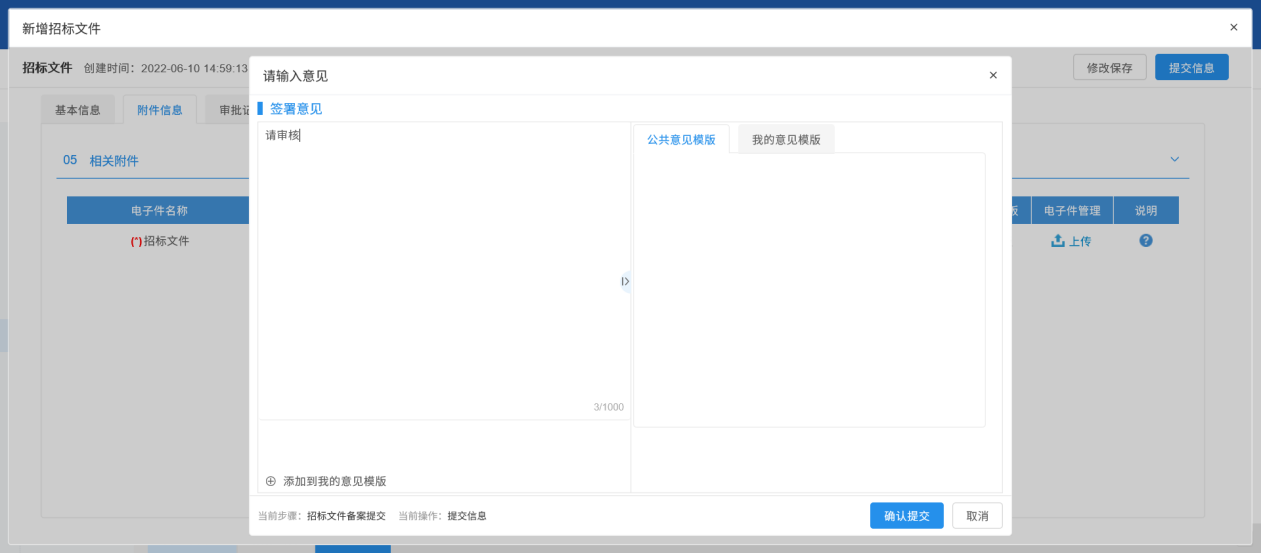 新增招标文件 ×
招标文件 创建时间：2022-06-10 14:59:13
修改保存 提交信息
请输入意见 ×
基本信息 附件信息 审批
签署意见
请审核
公共意见模版 我的意见模版
05 相关附件
电子件名称
电子件管理 说明
(*)招标文件
上传
3/1000
添加到我的意见模版
当前步骤：招标文件备案提交 当前操作：提交信息
确认提交 取消